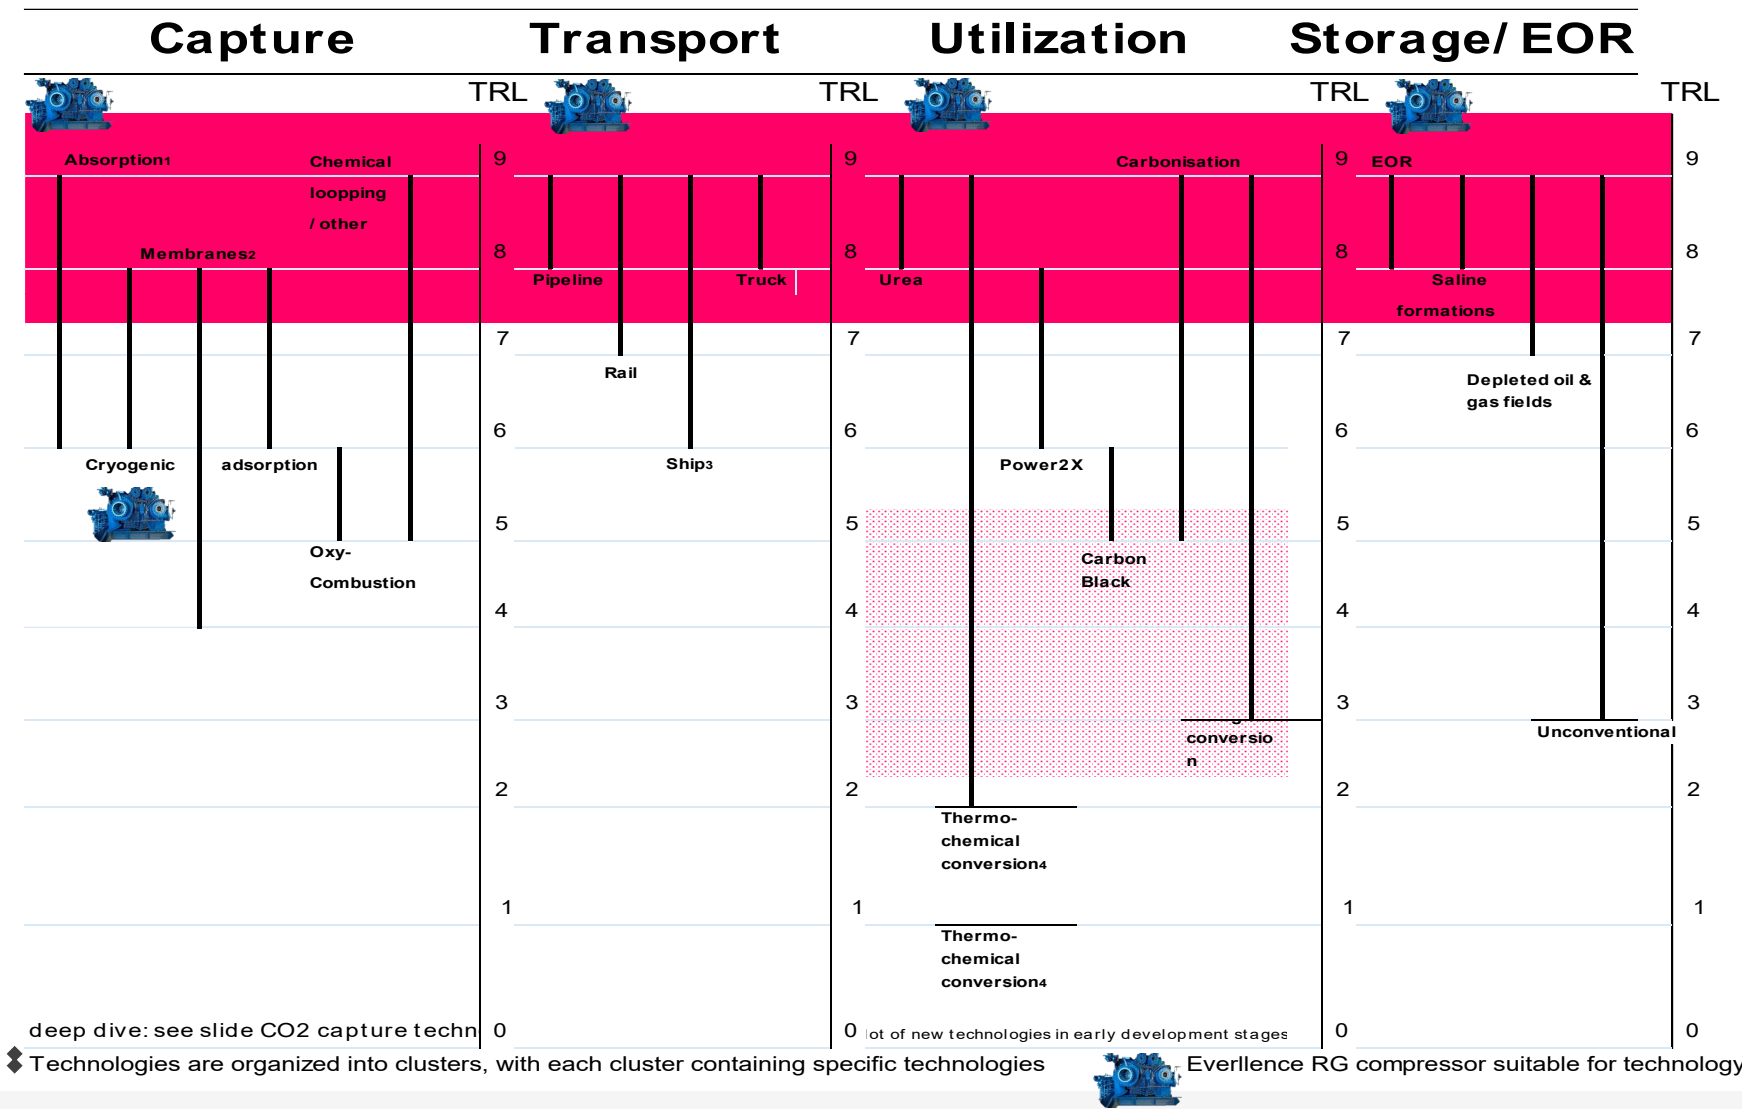 Capture Transport Utilization Storage/ EOR
TRL TRL TRL TRL
Absorption1
Chemical
loopping
/ other
Membranes2
Cryogenic
adsorption
Oxy-
Combustion
9
8
7
6
5
4
3
2
1
0
Pipeline
Truck
Rail
Ship3
9
8
7
6
5
4
3
2
1
0
Carbonisation
Urea
Power2X
Carbon
Black
conversio
n
Thermo-
chemical
conversion4
Thermo-
chemical
conversion4
9
8
7
6
5
4
3
2
1
0
EOR
Saline
formations
Depleted oil &
gas fields
Unconventional
9
8
7
6
5
4
3
2
1
0
deep dive: see slide CO2 capture techn
lot of new technologies in early development stages
Technologies are organized into clusters, with each cluster containing specific technologies
Everllence RG compressor suitable for technology